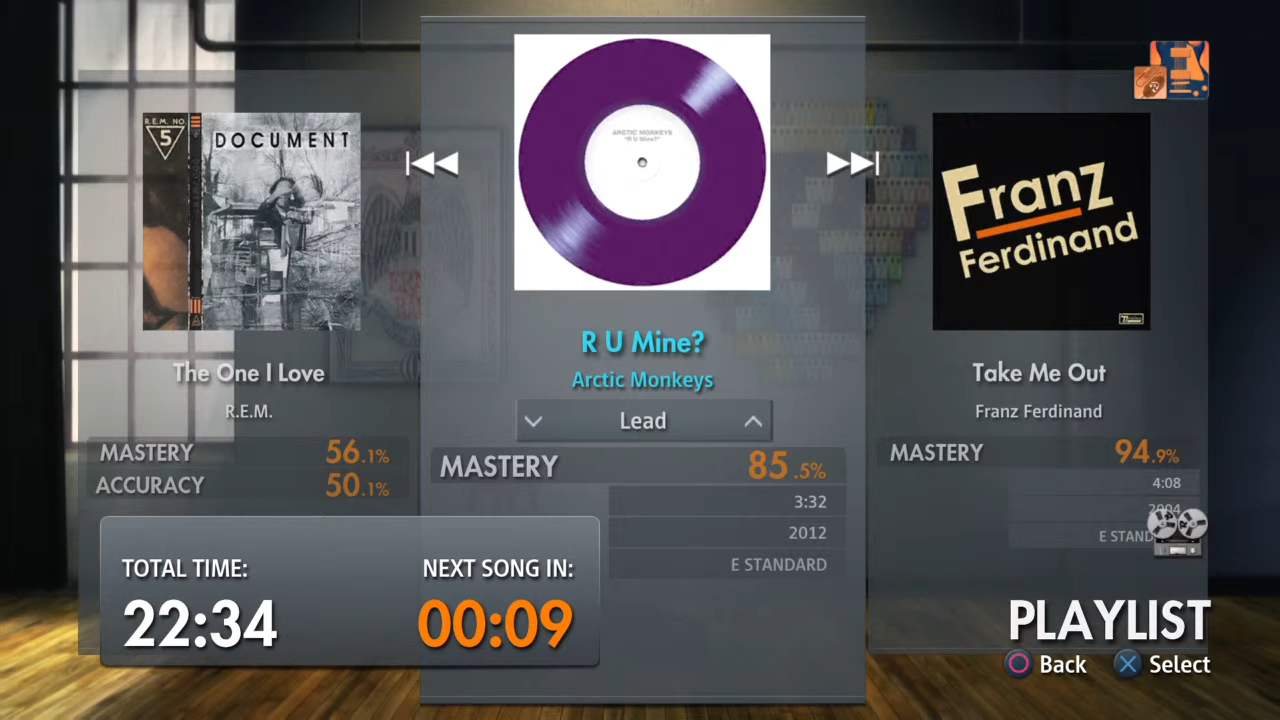 R.E.M. NO.
5
DOCUMENT
The One I Love
R.E.M.
MASTERY 56.1%
ACCURACY 50.1%
ARCTIC MONKEYS
"R U Mine?"
R U Mine?
Arctic Monkeys
Lead
MASTERY 85.5%
3:32
2012
E STANDARD
Franz
Ferdinand
Take Me Out
Franz Ferdinand
MASTERY 94.9%
4:08
2004
E STAND
TOTAL TIME:
22:34
NEXT SONG IN:
00:09
PLAYLIST
Back
Select